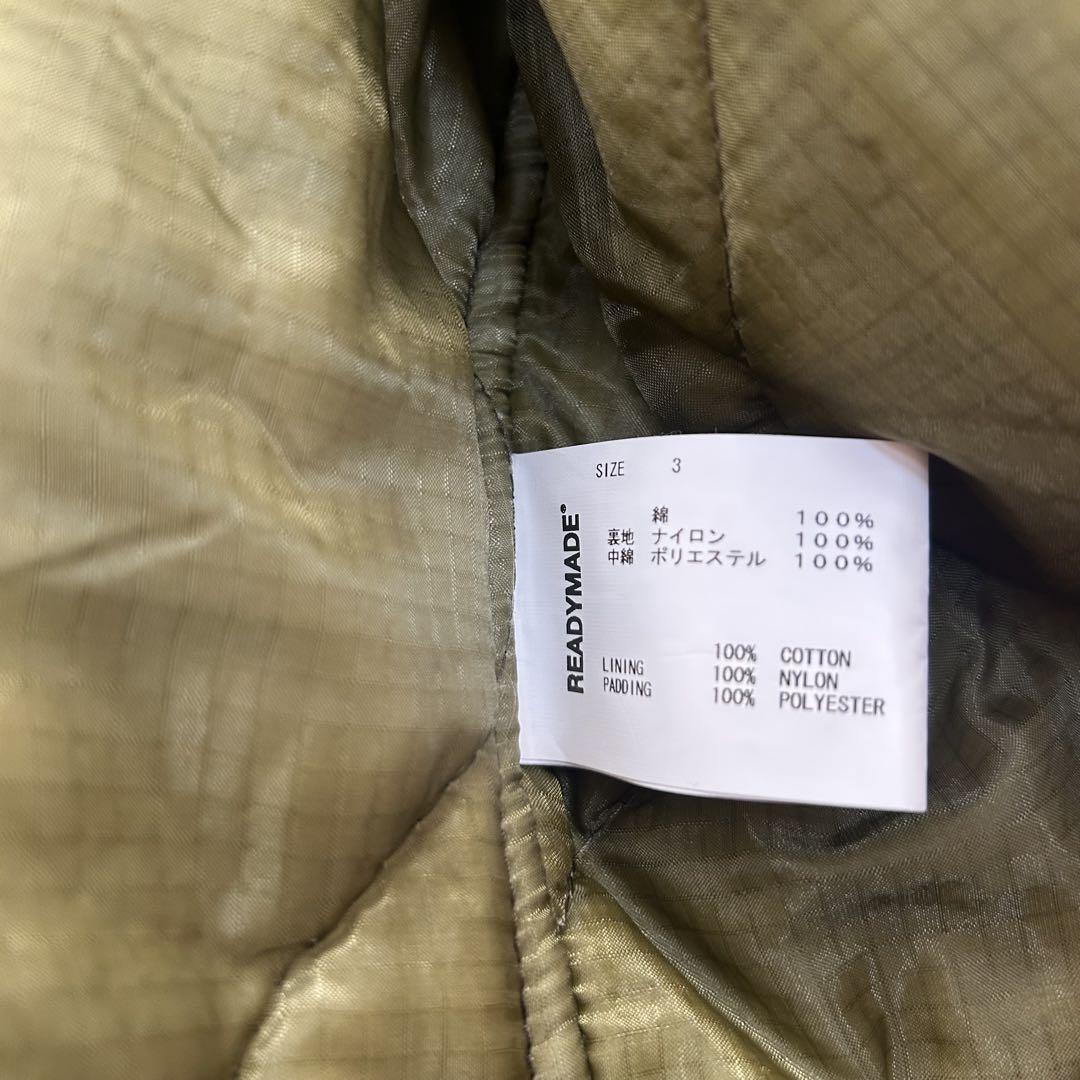 SIZE 3
綿 100%
裏地 ナイロン 100%
中綿 ポリエステル 100%
READYMADE®
100% COTTON
LINING 100% NYLON
PADDING 100% POLYESTER